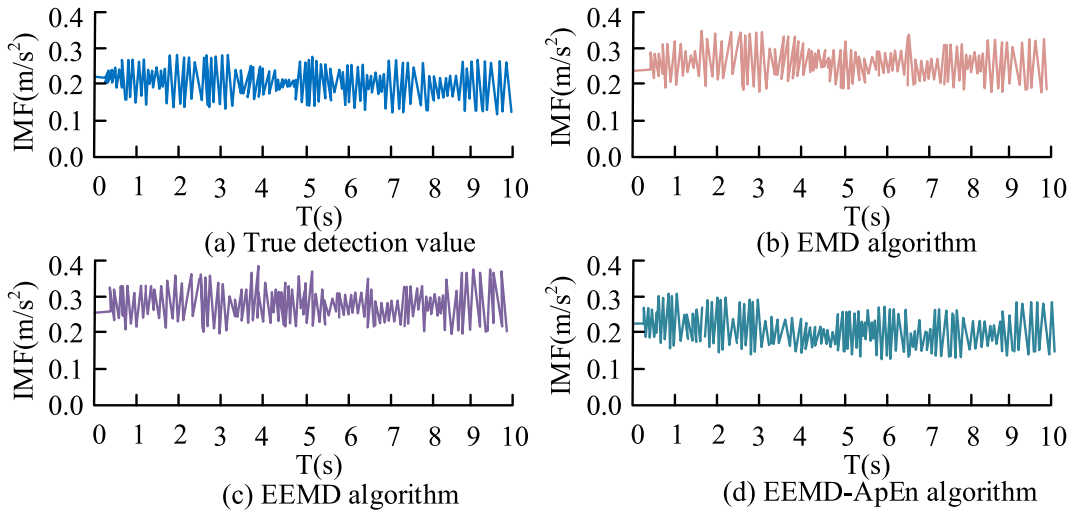 IMF(m/s²)
0.4
0.3
0.2
0.1
0.0
0 1 2 3 4 5 6 7 8 9 10
T(s)
(a) True detection value
IMF(m/s²)
0.4
0.3
0.2
0.1
0.0
0 1 2 3 4 5 6 7 8 9 10
T(s)
(b) EMD algorithm
IMF(m/s²)
0.4
0.3
0.2
0.1
0.0
0 1 2 3 4 5 6 7 8 9 10
T(s)
(c) EEMD algorithm
IMF(m/s²)
0.4
0.3
0.2
0.1
0.0
0 1 2 3 4 5 6 7 8 9 10
T(s)
(d) EEMD-ApEn algorithm